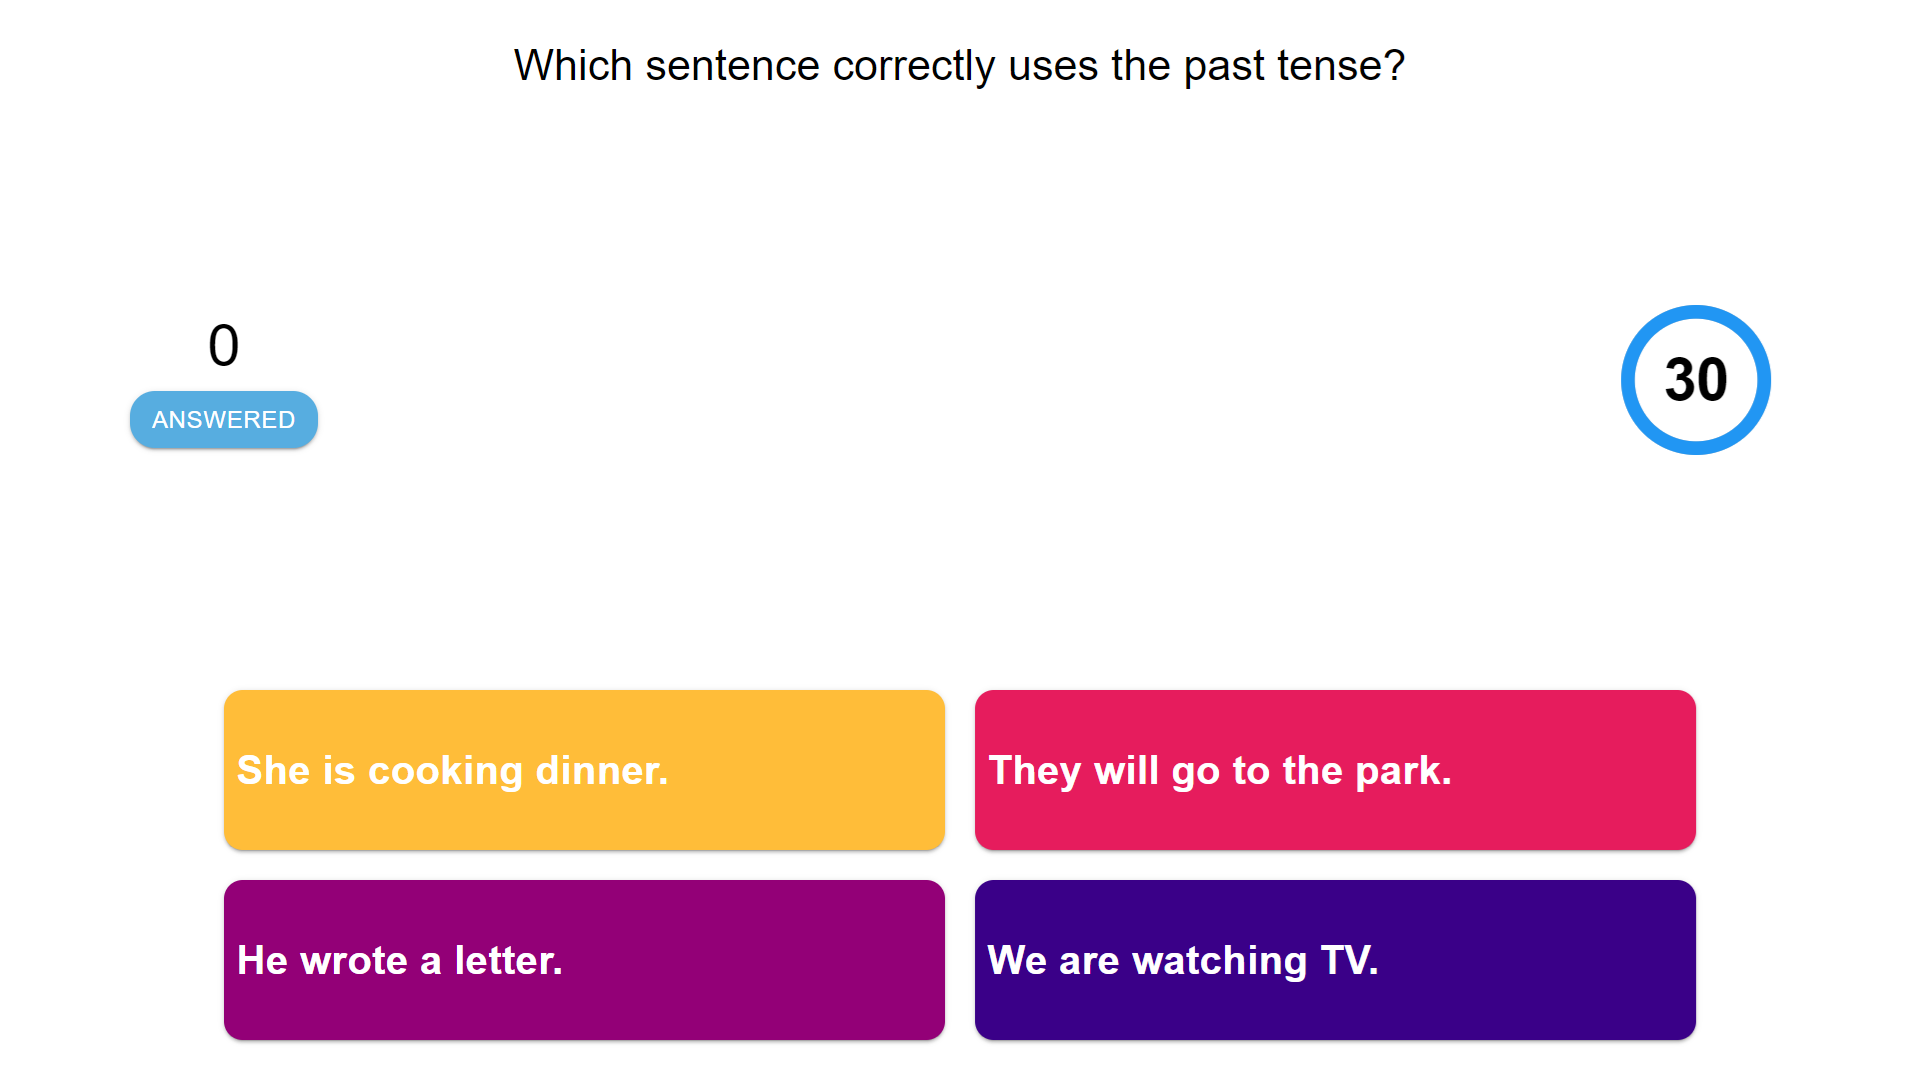 Which sentence correctly uses the past tense?
0
ANSWERED
30
She is cooking dinner.
They will go to the park.
He wrote a letter.
We are watching TV.